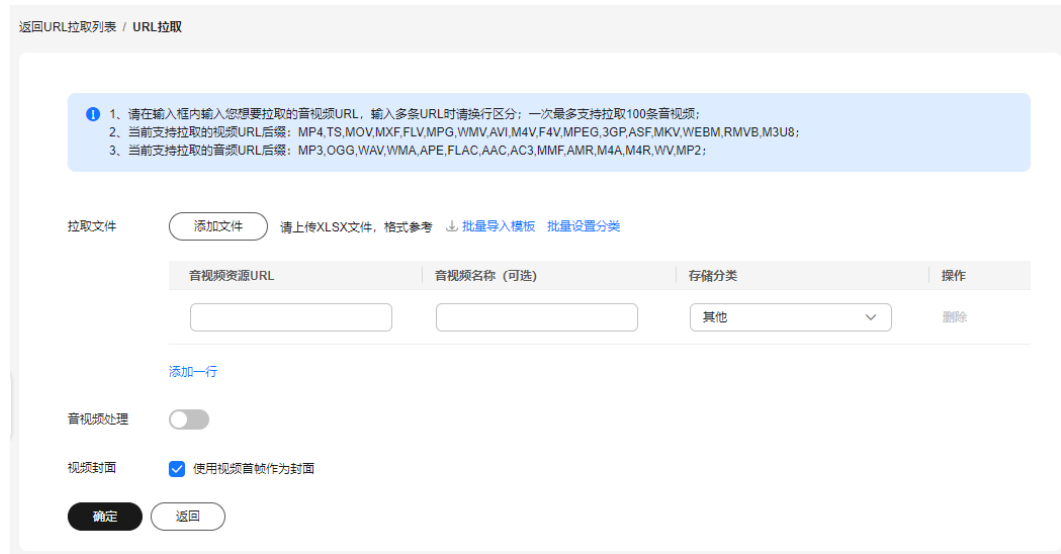 返回URL拉取列表 / URL拉取
1、请在输入框内输入您想要拉取的音视频URL，输入多条URL时请换行区分；一次最多支持拉取100条音视频；
2、当前支持拉取的视频URL后缀：MP4,TS,MOV,MXF,FLV,MPG,WMV,AVI,M4V,F4V,MPEG,3GP,ASF,MKV,WEBM,RMVB,M3U8；
3、当前支持拉取的音频URL后缀：MP3,OGG,WAV,WMA,APE,FLAC,AAC,AC3,MMF,AMR,M4A,M4R,WV,MP2；
拉取文件 添加文件 请上传XLSX文件，格式参考 批量导入模板 批量设置分类
音视频资源URL 音视频名称（可选） 存储分类 操作
其他 删除
添加一行
音视频处理
视频封面 使用视频首帧作为封面
确定 返回